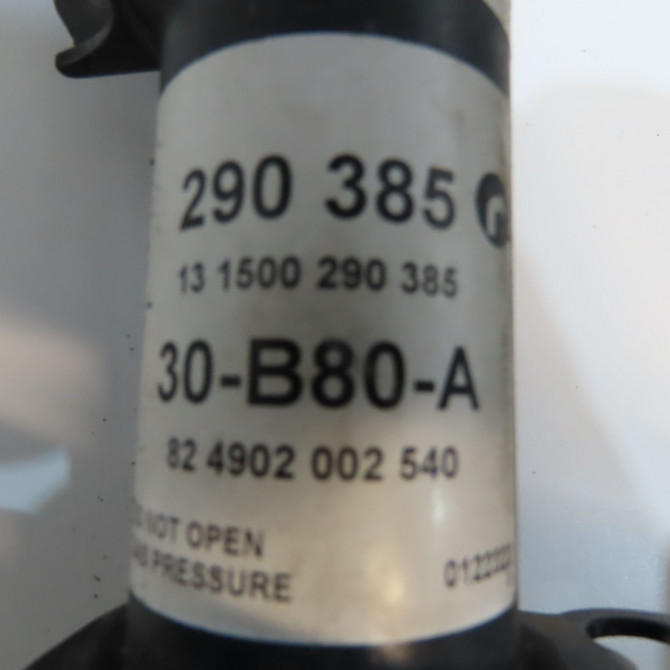 290 385
13 1500 290 385
30-B80-A
82 4902 002 540
NOT OPEN
PRESSURE